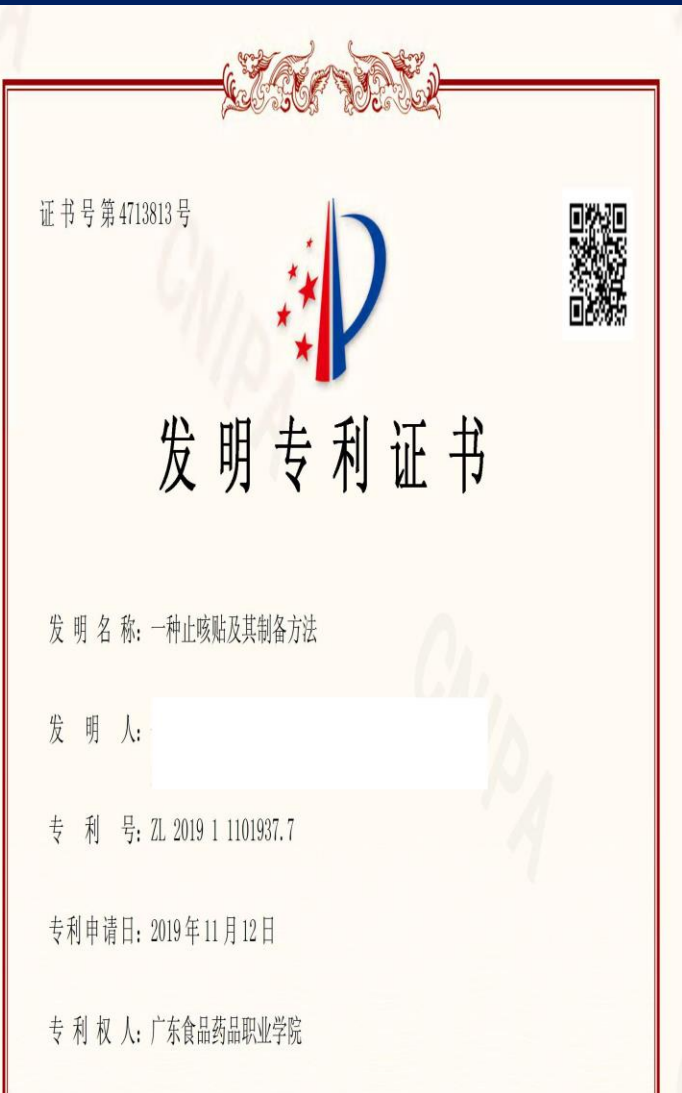 证书号第4713813号
发明专利证书
发明名称:一种止咳贴及其制备方法
发明人:
专利号:ZL 2019 1 1101937.7
专利申请日:2019年11月12日
专利权人:广东食品药品职业学院
CNIPA
CNIPA